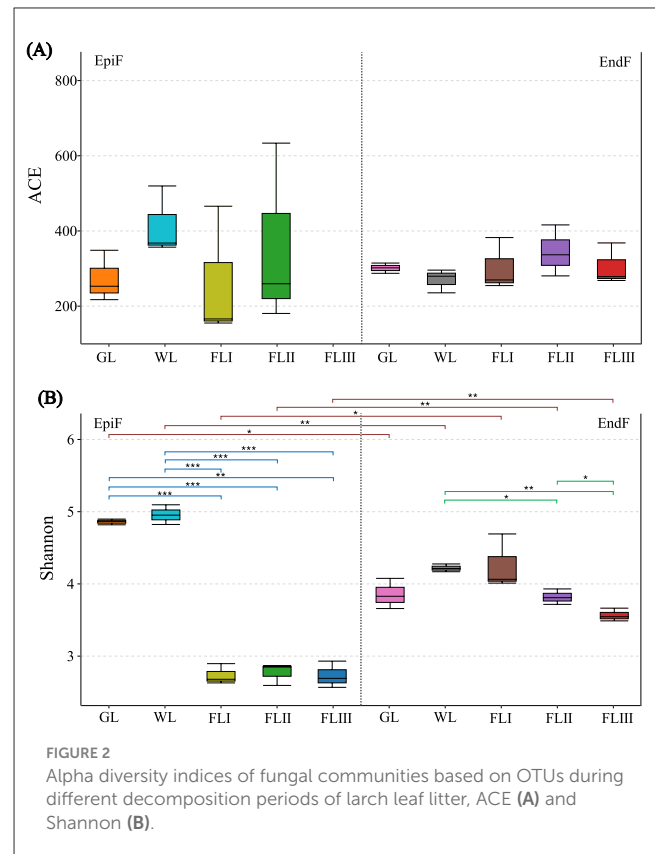 (A)
EpiF
EndF
800
600
400
200
ACE
GL WL FLI FLII FLIII GL WL FLI FLII FLIII
(B)
EpiF
EndF
**
**
*
**
*
***
***
***
**
***
***
*
**
*
6
5
4
3
Shannon
GL WL FLI FLII FLIII GL WL FLI FLII FLIII
FIGURE 2
Alpha diversity indices of fungal communities based on OTUs during
different decomposition periods of larch leaf litter, ACE (A) and
Shannon (B).